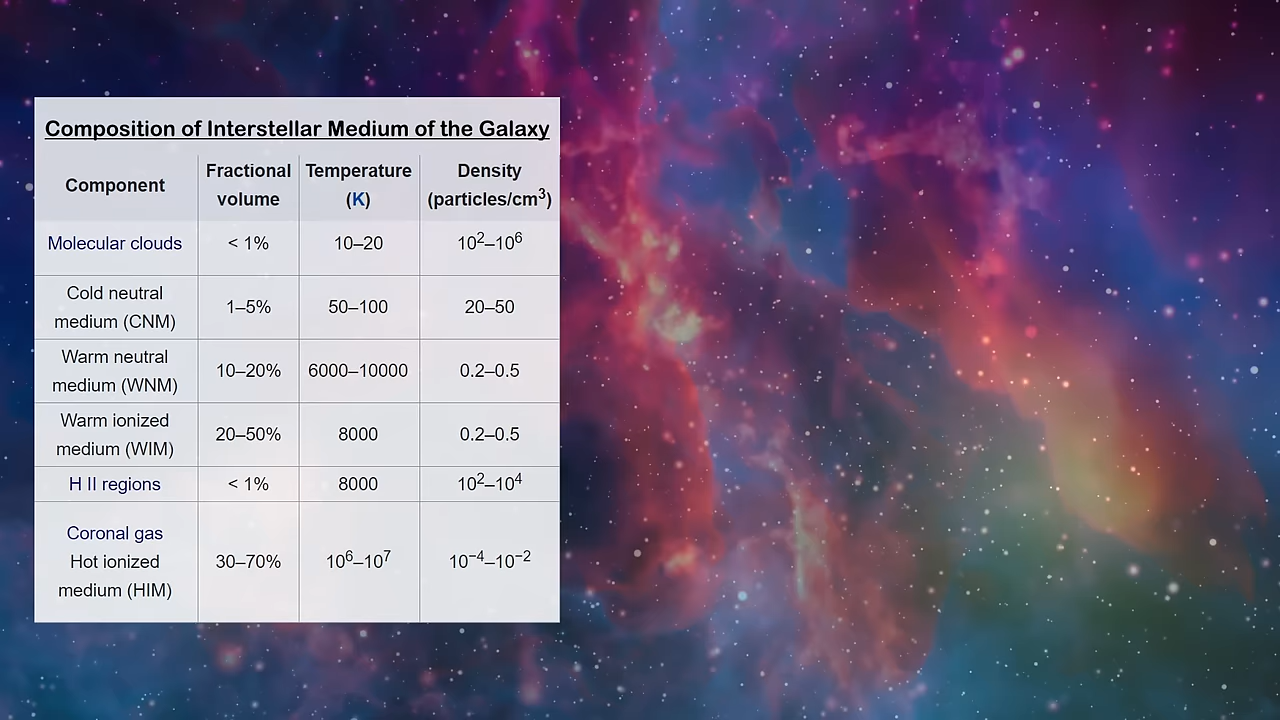 Composition of Interstellar Medium of the Galaxy
Component
Fractional volume
Temperature (K)
Density (particles/cm³)
Molecular clouds
< 1%
10–20
10²–10⁶
Cold neutral
medium (CNM)
1–5%
50–100
20–50
Warm neutral
medium (WNM)
10–20%
6000–10000
0.2–0.5
Warm ionized
medium (WIM)
20–50%
8000
0.2–0.5
H II regions
< 1%
8000
10²–10⁴
Coronal gas
Hot ionized
medium (HIM)
30–70%
10⁶–10⁷
10⁻⁴–10⁻²